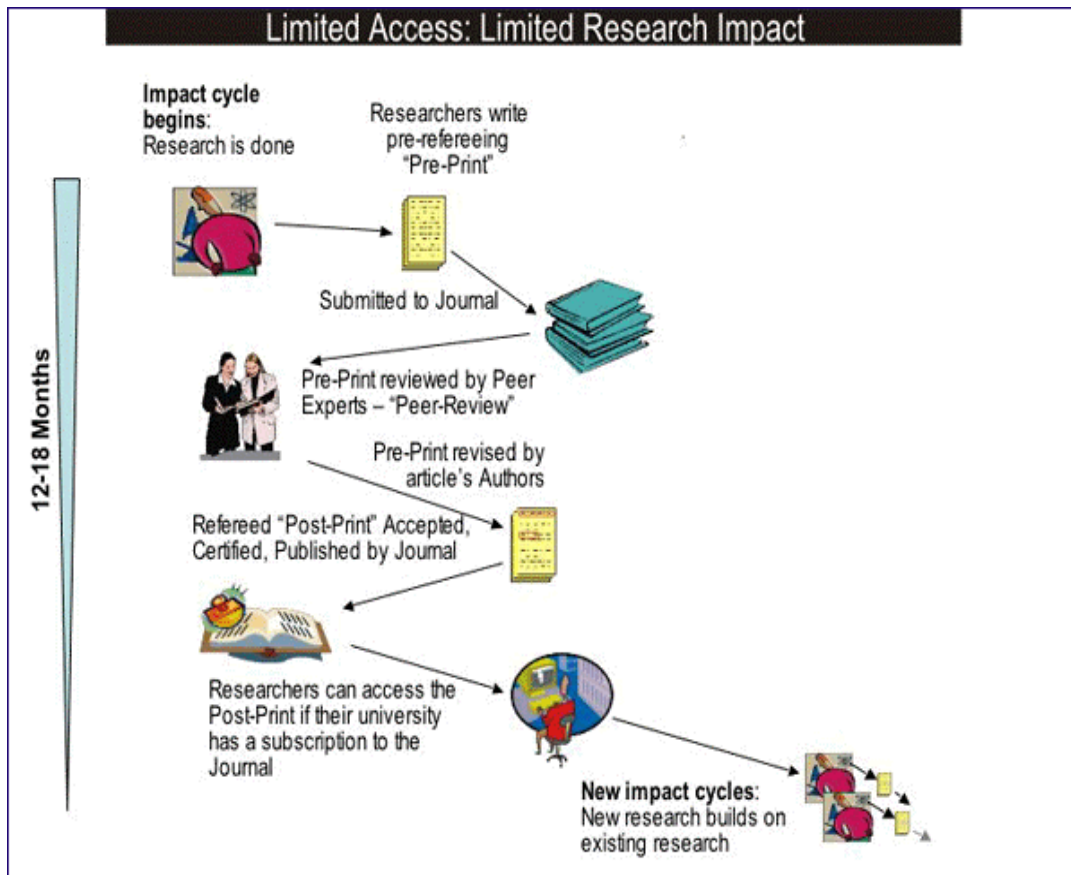 Limited Access: Limited Research Impact
Impact cycle
begins:
Research is done
Researchers write
pre-refereeing
“Pre-Print”
Submitted to Journal
12-18 Months
Pre-Print reviewed by Peer
Experts – “Peer-Review”
Pre-Print revised by
article’s Authors
Refereed “Post-Print” Accepted,
Certified, Published by Journal
Researchers can access the
Post-Print if their university
has a subscription to the
Journal
New impact cycles:
New research builds on
existing research